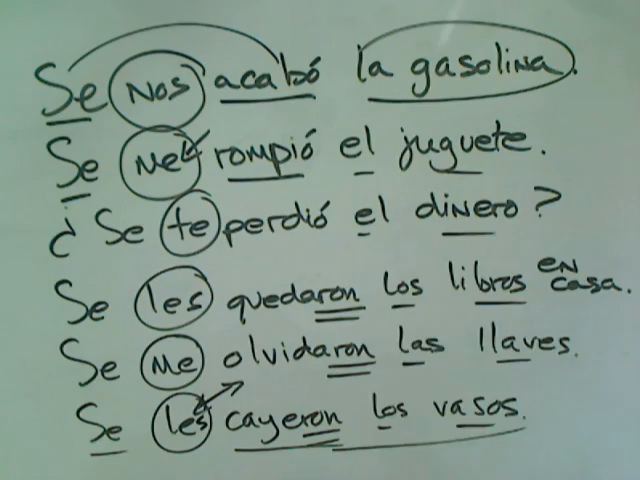 Se nos acabó la gasolina.
Se me rompió el juguete.
¿Se te perdió el dinero?
Se les quedaron los libros en casa.
Se me olvidaron las llaves.
Se les cayeron los vasos.